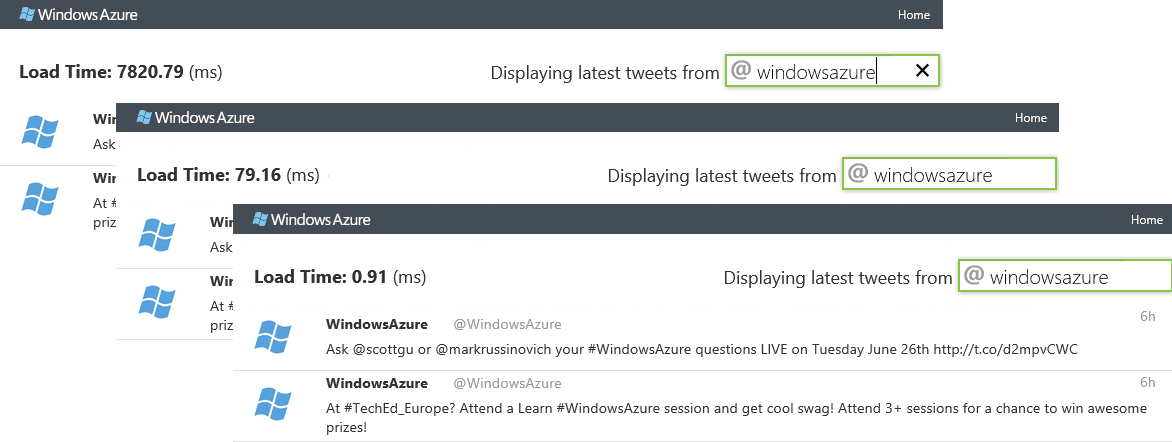 Windows Azure
Home
Load Time: 7820.79 (ms)
Displaying latest tweets from @ windowsazure ✕
Win
Ask
Win
At #
priz
Windows Azure
Home
Load Time: 79.16 (ms)
Displaying latest tweets from @ windowsazure
Win
Ask
Win
At #
priz
Windows Azure
Home
Load Time: 0.91 (ms)
Displaying latest tweets from @ windowsazure
WindowsAzure @WindowsAzure 6h
Ask @scottgu or @markrussinovich your #WindowsAzure questions LIVE on Tuesday June 26th http://t.co/d2mpvCWC
WindowsAzure @WindowsAzure 6h
At #TechEd_Europe? Attend a Learn #WindowsAzure session and get cool swag! Attend 3+ sessions for a chance to win awesome
prizes!